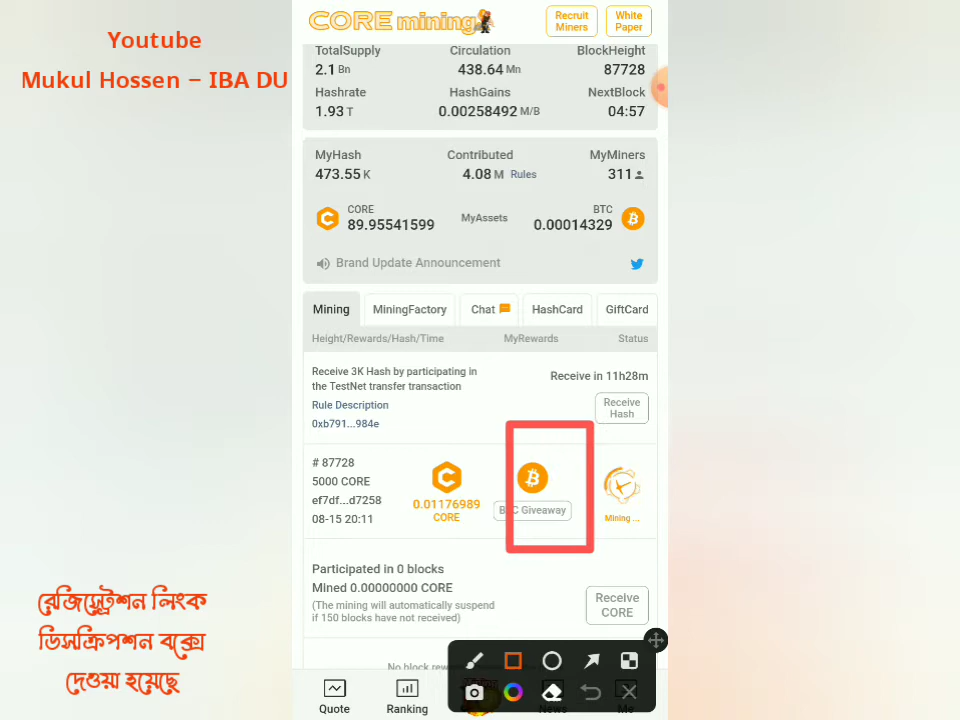 Youtube
Mukul Hossen – IBA DU
CORE mining
Recruit Miners
White Paper
TotalSupply Circulation BlockHeight
2.1 Bn 438.64 Mn 87728
Hashrate HashGains NextBlock
1.93 T 0.00258492 M/B 04:57
MyHash Contributed MyMiners
473.55 K 4.08 M Rules 311
CORE BTC
89.95541599 MyAssets 0.00014329
Brand Update Announcement
Mining MiningFactory Chat HashCard GiftCard
Height/Rewards/Hash/Time MyRewards Status
Receive 3K Hash by participating in
the TestNet transfer transaction
Receive in 11h28m
Rule Description
0xb791...984e
Receive
Hash
# 87728
5000 CORE
ef7df...d7258
08-15 20:11
0.01176989
CORE
BTC Giveaway
Mining ...
Participated in 0 blocks
Mined 0.00000000 CORE
(The mining will automatically suspend
if 150 blocks have not received)
Receive
CORE
No block rew
Quote Ranking News Me
রেজিস্ট্রেশন লিংক
ডিসক্রিপশন বক্সে
দেওয়া হয়েছে